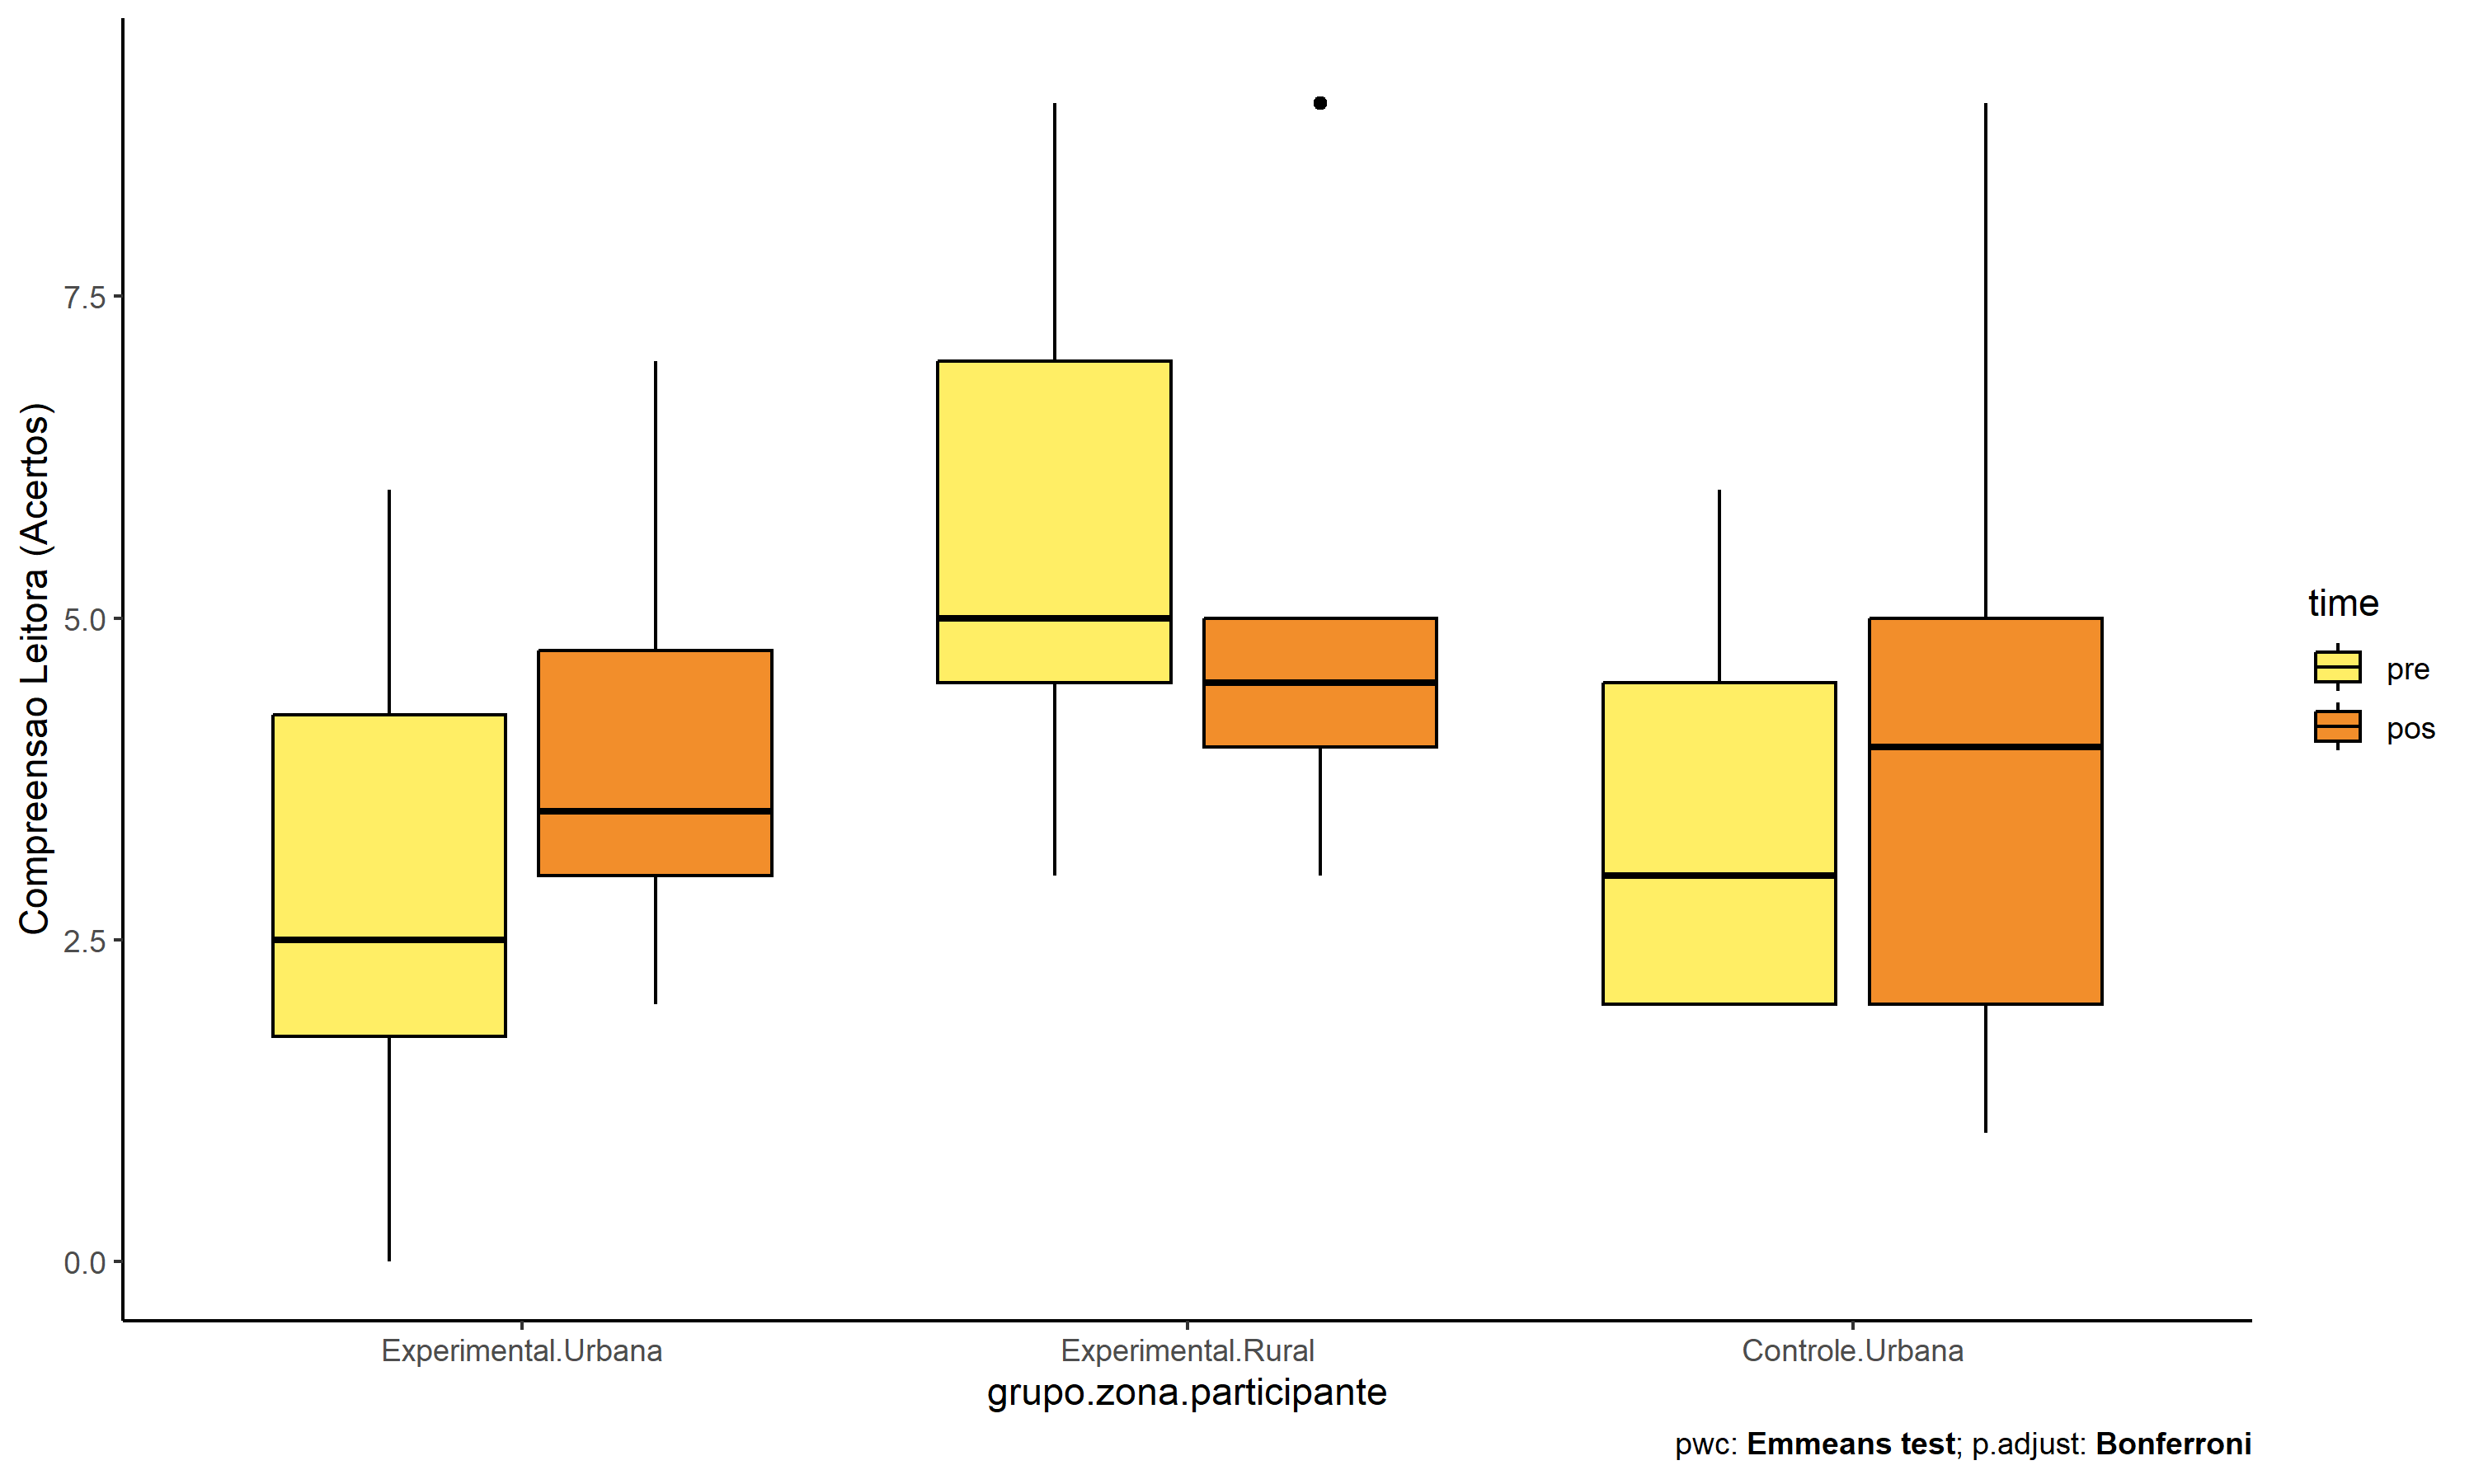 Compreensao Leitora (Acertos)
7.5
5.0
2.5
0.0
Experimental.Urbana
Experimental.Rural
Controle.Urbana
grupo.zona.participante
time
pre
pos
pwc: Emmeans test; p.adjust: Bonferroni